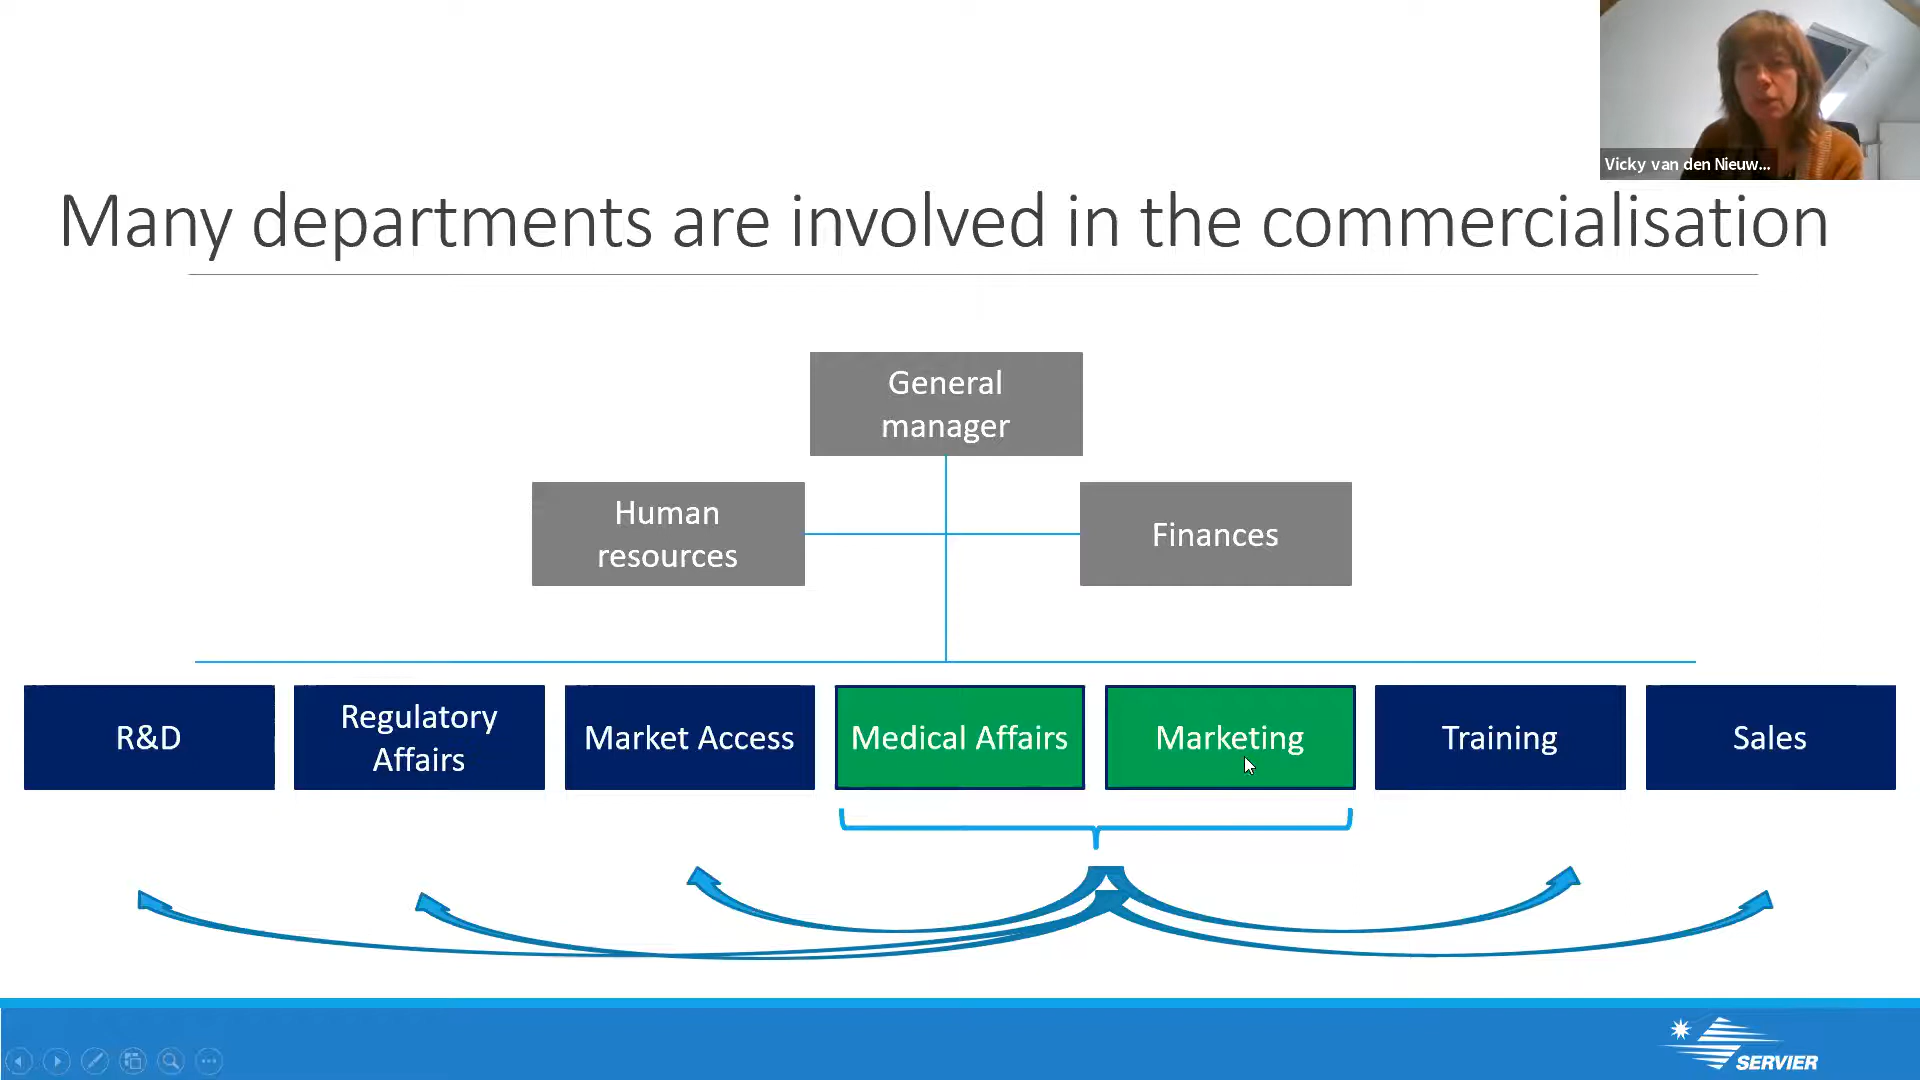 Vicky van den Nieuw...
Many departments are involved in the commercialisation
General
manager
Human
resources
Finances
R&D
Regulatory
Affairs
Market Access
Medical Affairs
Marketing
Training
Sales
SERVIER